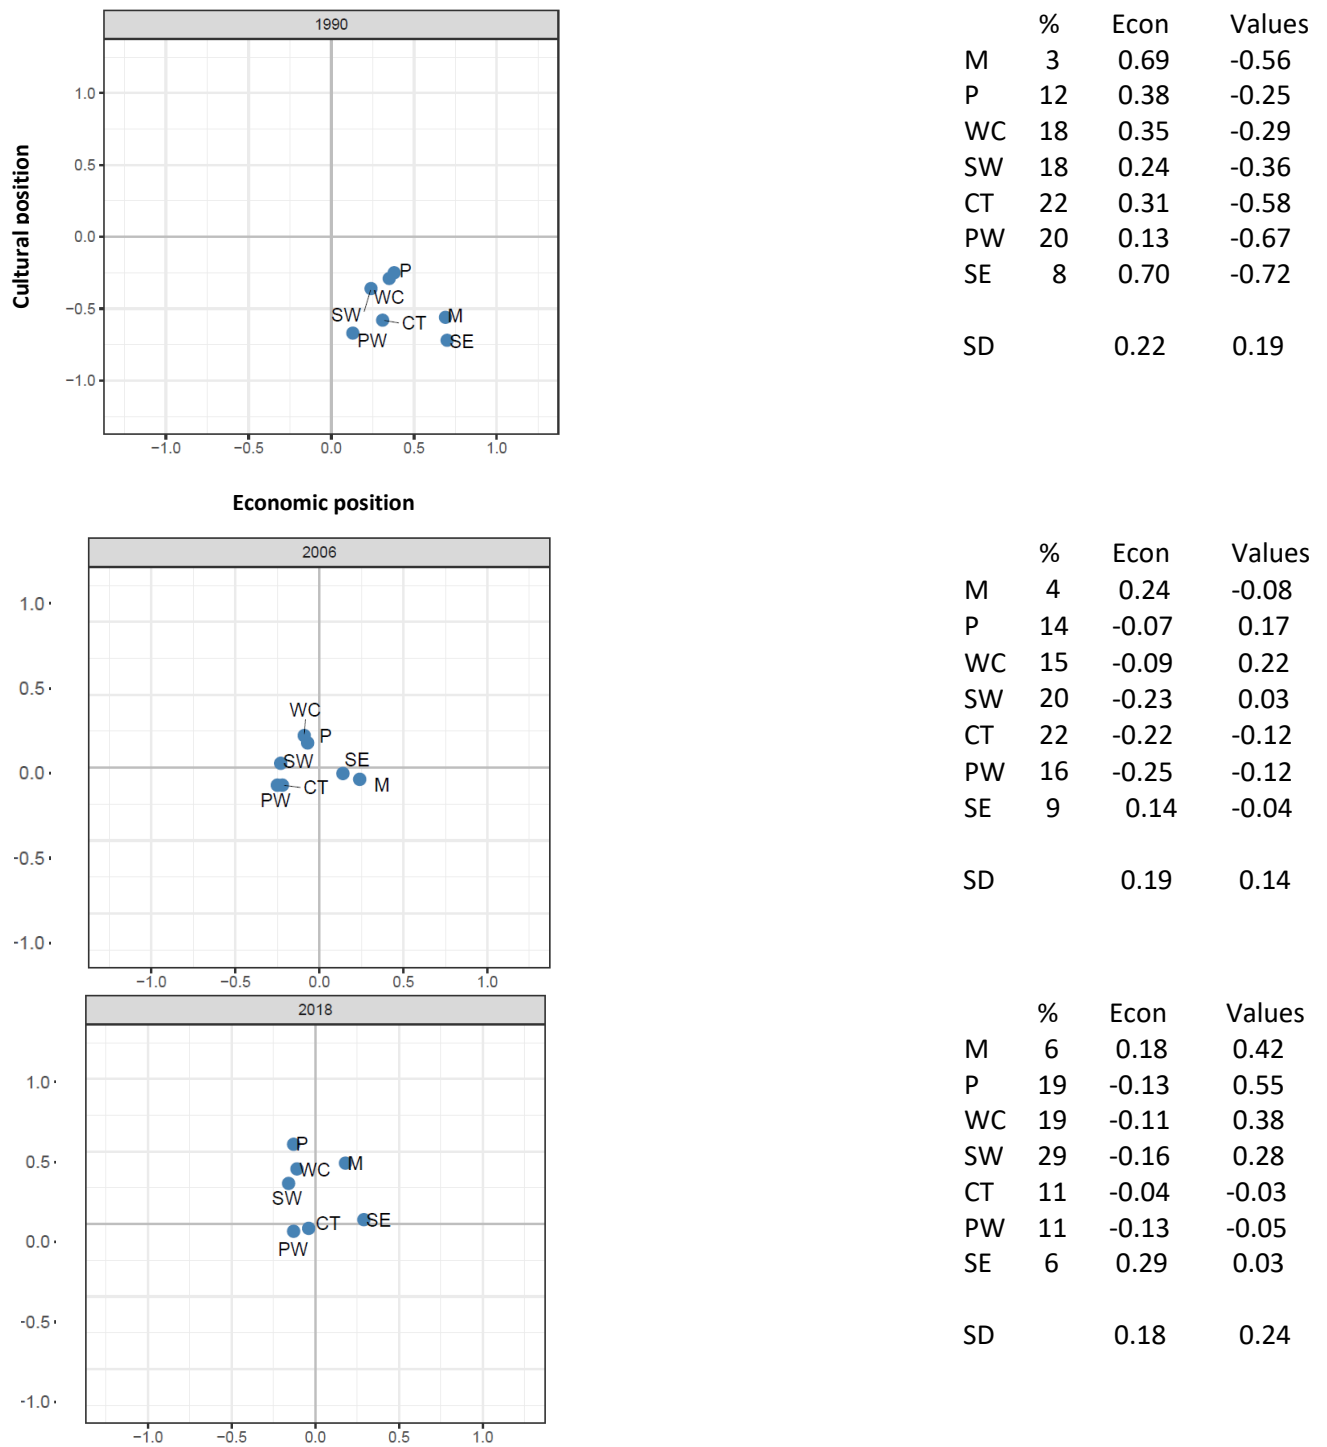 1990
Cultural position
1.0
0.5
0.0
−0.5
−1.0
P
WC
SW
CT
M
PW
SE
−1.0 −0.5 0.0 0.5 1.0
Economic position
% Econ Values
M 3 0.69 -0.56
P 12 0.38 -0.25
WC 18 0.35 -0.29
SW 18 0.24 -0.36
CT 22 0.31 -0.58
PW 20 0.13 -0.67
SE 8 0.70 -0.72
SD 0.22 0.19
2006
1.0
0.5
0.0
-0.5
-1.0
WC
P
SW
SE
CT
M
PW
−1.0 −0.5 0.0 0.5 1.0
% Econ Values
M 4 0.24 -0.08
P 14 -0.07 0.17
WC 15 -0.09 0.22
SW 20 -0.23 0.03
CT 22 -0.22 -0.12
PW 16 -0.25 -0.12
SE 9 0.14 -0.04
SD 0.19 0.14
2018
1.0
0.5
0.0
-0.5
-1.0
P
WC
M
SW
CT
SE
PW
−1.0 −0.5 0.0 0.5 1.0
% Econ Values
M 6 0.18 0.42
P 19 -0.13 0.55
WC 19 -0.11 0.38
SW 29 -0.16 0.28
CT 11 -0.04 -0.03
PW 11 -0.13 -0.05
SE 6 0.29 0.03
SD 0.18 0.24